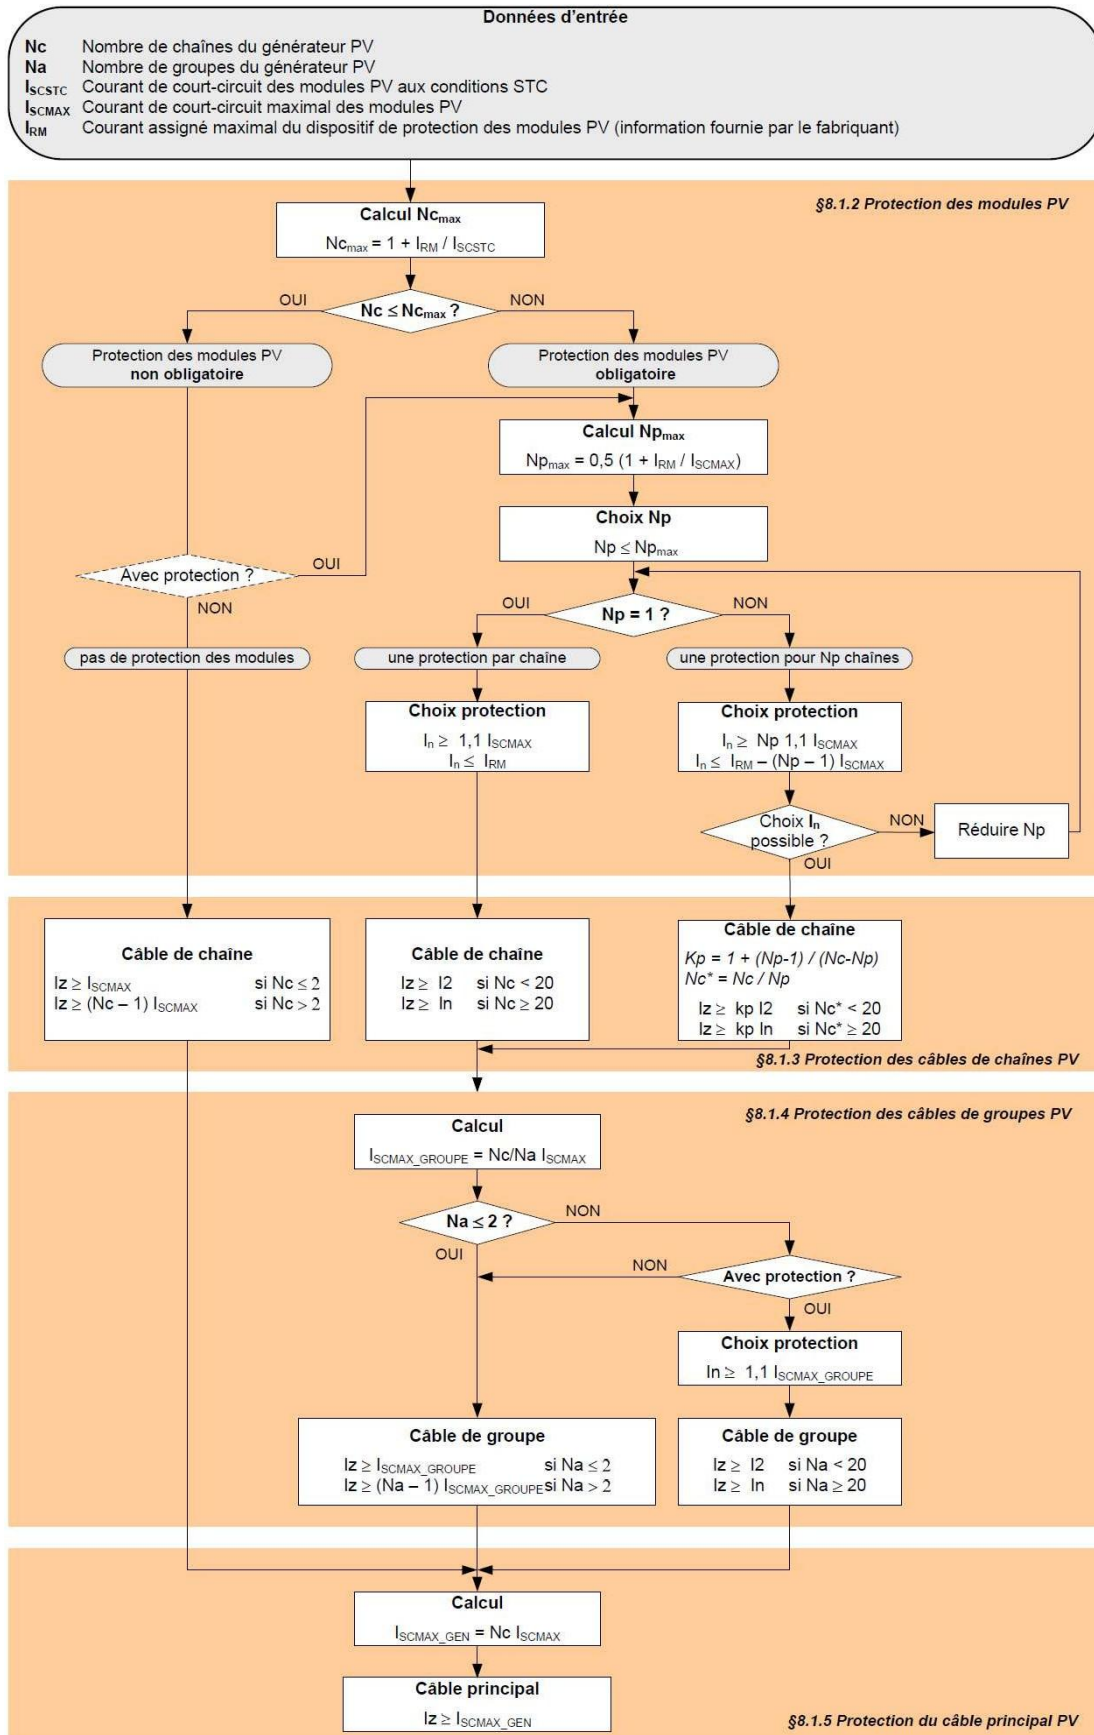 Données d'entrée
Nc Nombre de chaînes du générateur PV
Na Nombre de groupes du générateur PV
ISCSTC Courant de court-circuit des modules PV aux conditions STC
ISCMAX Courant de court-circuit maximal des modules PV
IRM Courant assigné maximal du dispositif de protection des modules PV (information fournie par le fabriquant)
§8.1.2 Protection des modules PV
Calcul Ncmax
Ncmax = 1 + IRM / ISCSTC
OUI
Nc ≤ Ncmax ?
NON
Protection des modules PV
non obligatoire
Protection des modules PV
obligatoire
Calcul Npmax
Npmax = 0,5 (1 + IRM / ISCMAX)
Choix Np
Np ≤ Npmax
Avec protection ?
OUI
NON
OUI
Np = 1 ?
NON
pas de protection des modules
une protection par chaîne
une protection pour Np chaînes
Choix protection
In ≥ 1,1 ISCMAX
In ≤ IRM
Choix protection
In ≥ Np 1,1 ISCMAX
In ≤ IRM – (Np – 1) ISCMAX
Choix In
possible ?
NON
Réduire Np
OUI
Câble de chaîne
Iz ≥ ISCMAX si Nc ≤ 2
Iz ≥ (Nc – 1) ISCMAX si Nc > 2
Câble de chaîne
Iz ≥ I2 si Nc < 20
Iz ≥ In si Nc ≥ 20
Câble de chaîne
Kp = 1 + (Np-1) / (Nc-Np)
Nc* = Nc / Np
Iz ≥ kp I2 si Nc* < 20
Iz ≥ kp In si Nc* ≥ 20
§8.1.3 Protection des câbles de chaînes PV
§8.1.4 Protection des câbles de groupes PV
Calcul
ISCMAX_GROUPE = Nc/Na ISCMAX
Na ≤ 2 ?
NON
OUI
NON
Avec protection ?
OUI
Choix protection
In ≥ 1,1 ISCMAX_GROUPE
Câble de groupe
Iz ≥ ISCMAX_GROUPE si Na ≤ 2
Iz ≥ (Na – 1) ISCMAX_GROUPE si Na > 2
Câble de groupe
Iz ≥ I2 si Na < 20
Iz ≥ In si Na ≥ 20
Calcul
ISCMAX_GEN = Nc ISCMAX
Câble principal
Iz ≥ ISCMAX_GEN
§8.1.5 Protection du câble principal PV